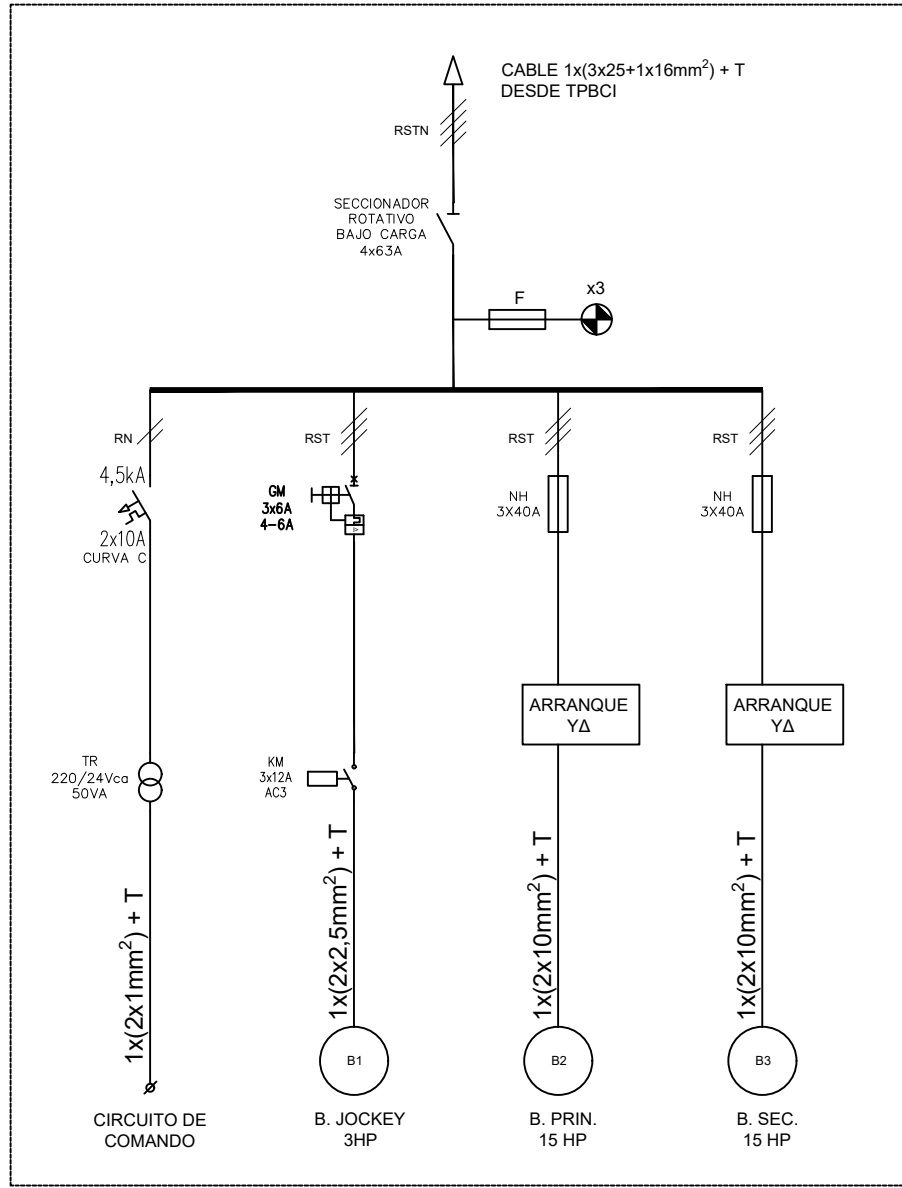 CABLE 1x(3x25+1x16mm²) + T
DESDE TPBCI
RSTN
SECCIONADOR
ROTATIVO
BAJO CARGA
4x63A
F
x3
RN
4,5kA
2x10A
CURVA C
RST
GM
3x6A
4-6A
RST
NH
3X40A
RST
NH
3X40A
ARRANQUE
YΔ
ARRANQUE
YΔ
TR
220/24Vca
50VA
KM
3x12A
AC3
1x(2x1mm²) + T
1x(2x2,5mm²) + T
1x(2x10mm²) + T
1x(2x10mm²) + T
B1
B2
B3
CIRCUITO DE
COMANDO
B. JOCKEY
3HP
B. PRIN.
15 HP
B. SEC.
15 HP